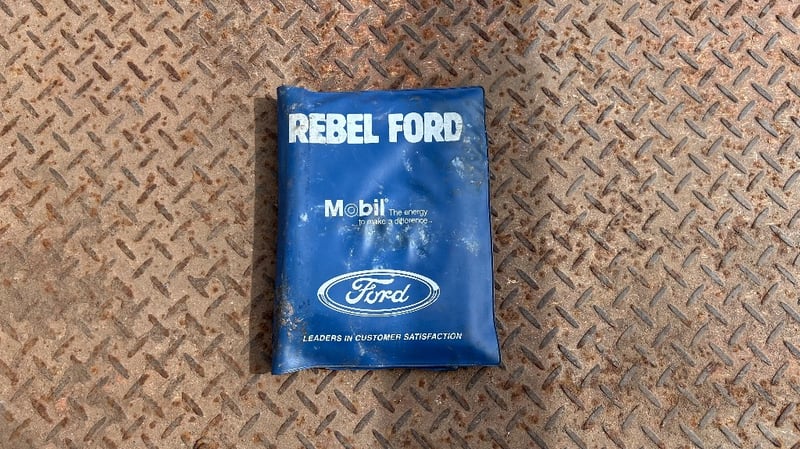 REBEL FORD
Mobil® The energy
to make a difference
Ford
LEADERS IN CUSTOMER SATISFACTION